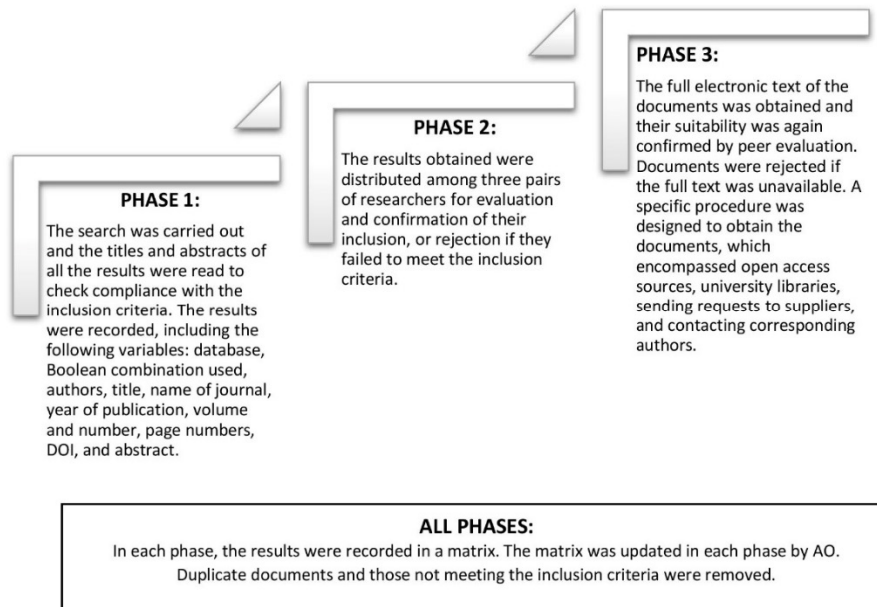 PHASE 1:
The search was carried out
and the titles and abstracts of
all the results were read to
check compliance with the
inclusion criteria. The results
were recorded, including the
following variables: database,
Boolean combination used,
authors, title, name of journal,
year of publication, volume
and number, page numbers,
DOI, and abstract.
PHASE 2:
The results obtained were
distributed among three pairs
of researchers for evaluation
and confirmation of their
inclusion, or rejection if they
failed to meet the inclusion
criteria.
PHASE 3:
The full electronic text of the
documents was obtained and
their suitability was again
confirmed by peer evaluation.
Documents were rejected if
the full text was unavailable. A
specific procedure was
designed to obtain the
documents, which
encompassed open access
sources, university libraries,
sending requests to suppliers,
and contacting corresponding
authors.
ALL PHASES:
In each phase, the results were recorded in a matrix. The matrix was updated in each phase by AO.
Duplicate documents and those not meeting the inclusion criteria were removed.